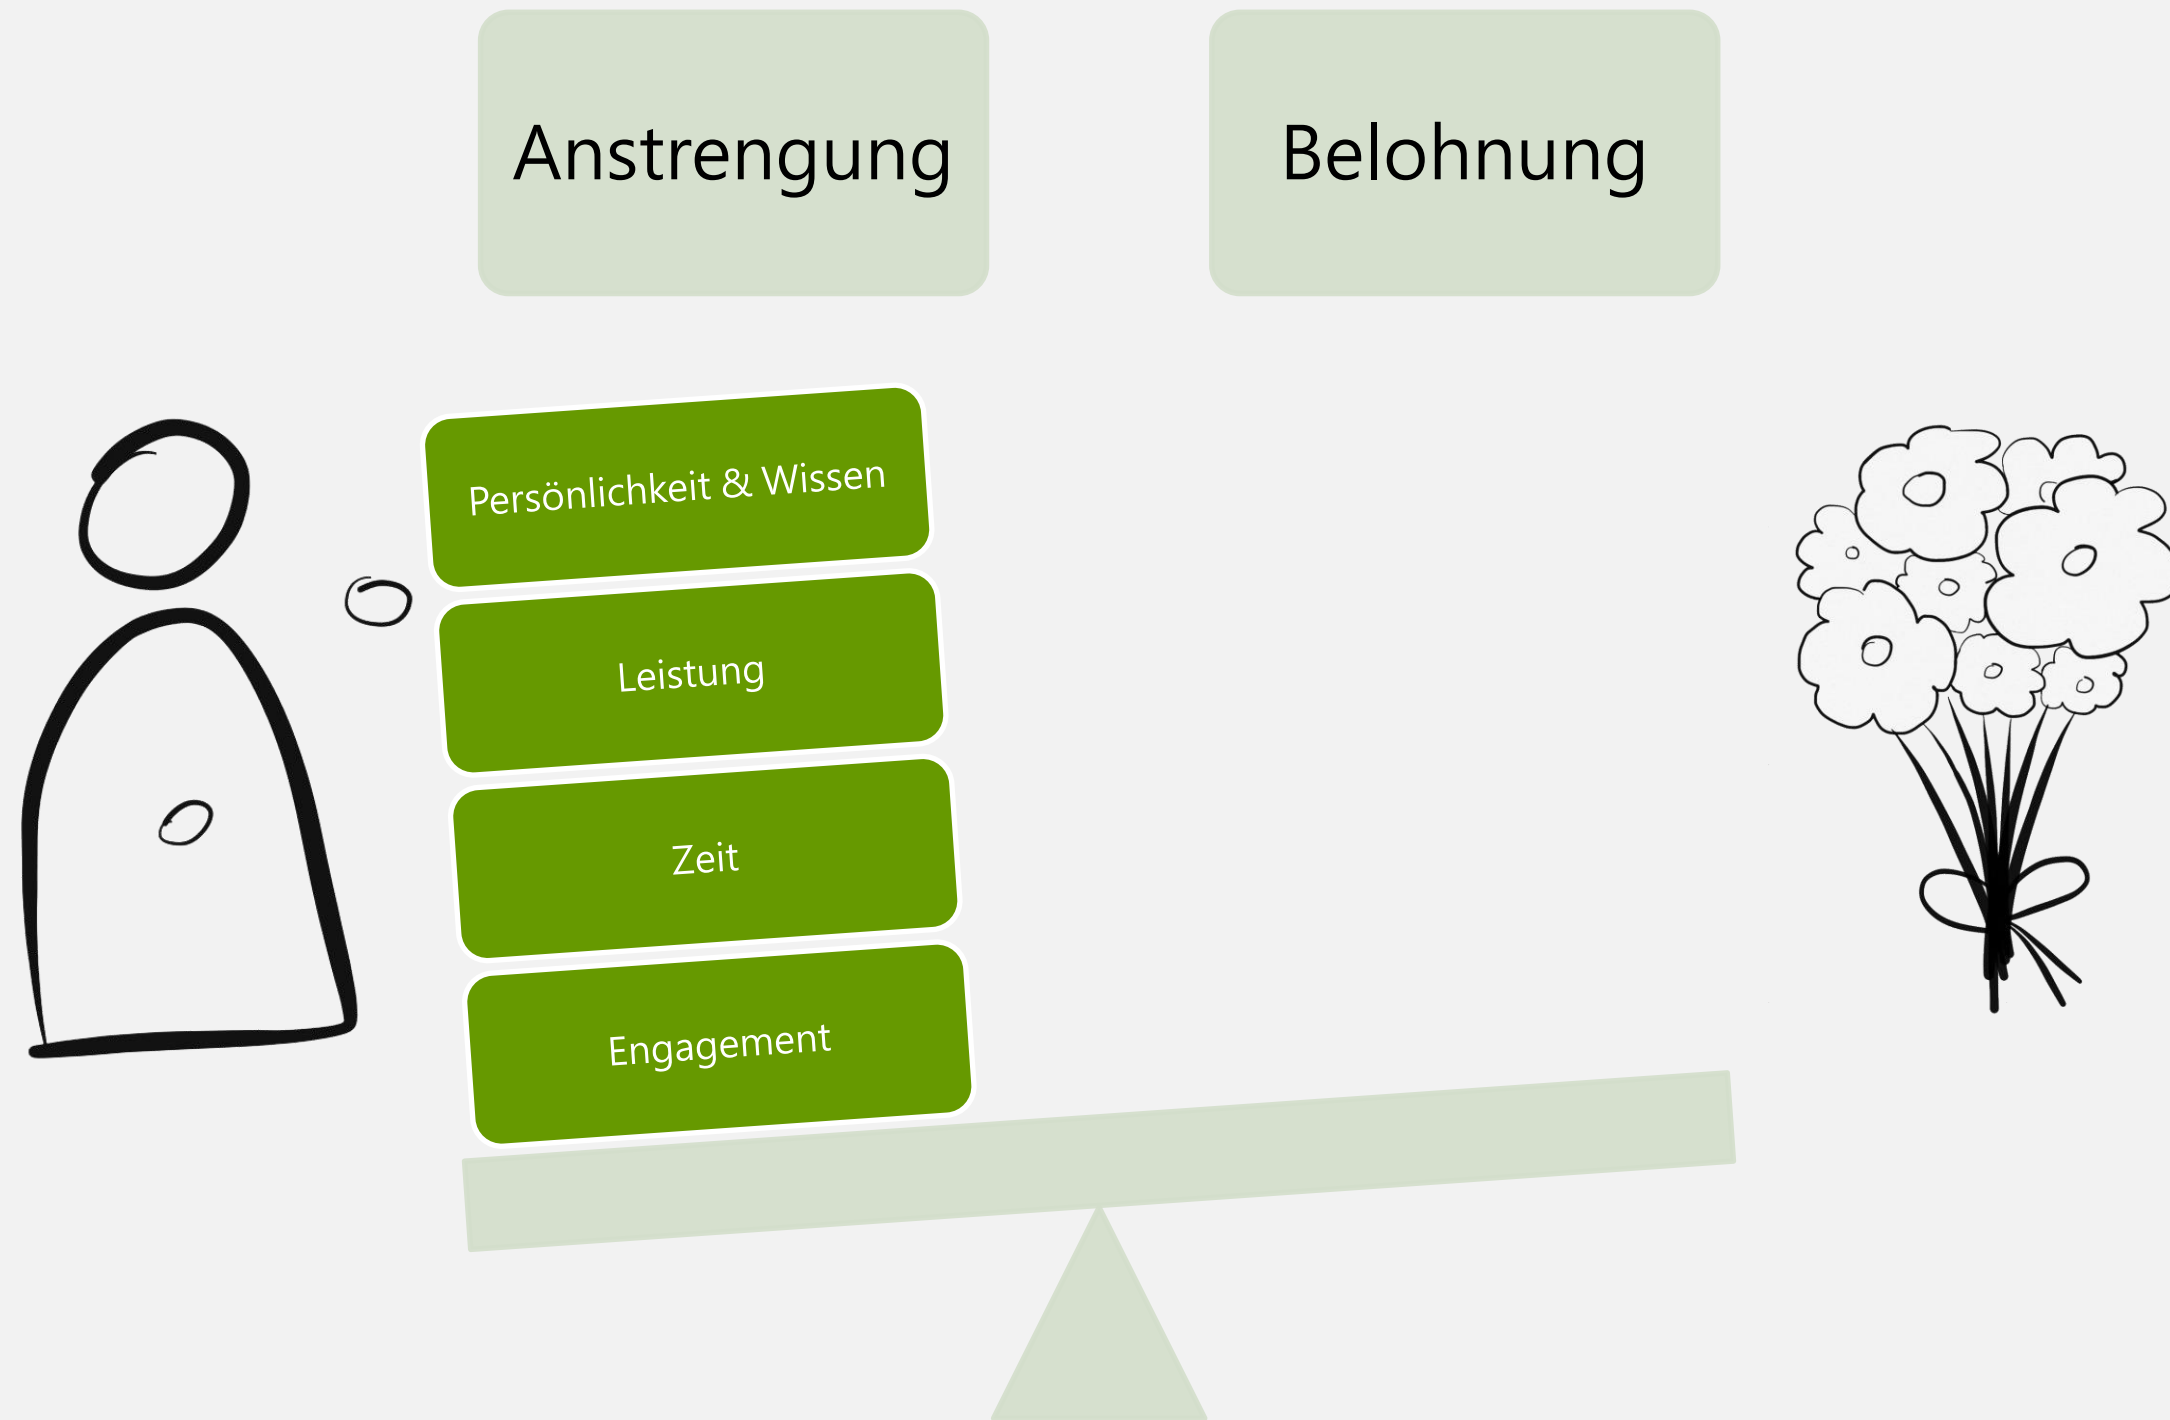 Anstrengung
Belohnung
Persönlichkeit & Wissen
Leistung
Zeit
Engagement